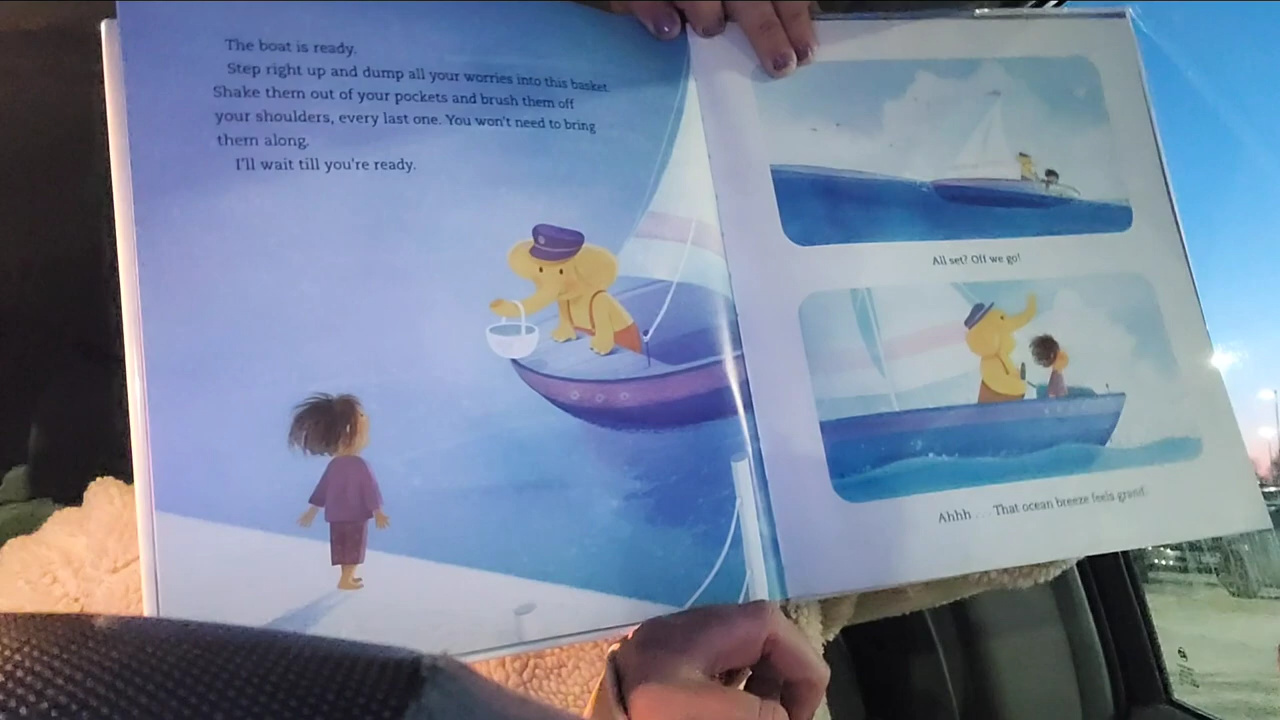 The boat is ready.
Step right up and dump all your worries into this basket.
Shake them out of your pockets and brush them off
your shoulders, every last one. You won't need to bring
them along.
I'll wait till you're ready.
All set? Off we go!
Ahhh . . . That ocean breeze feels grand.